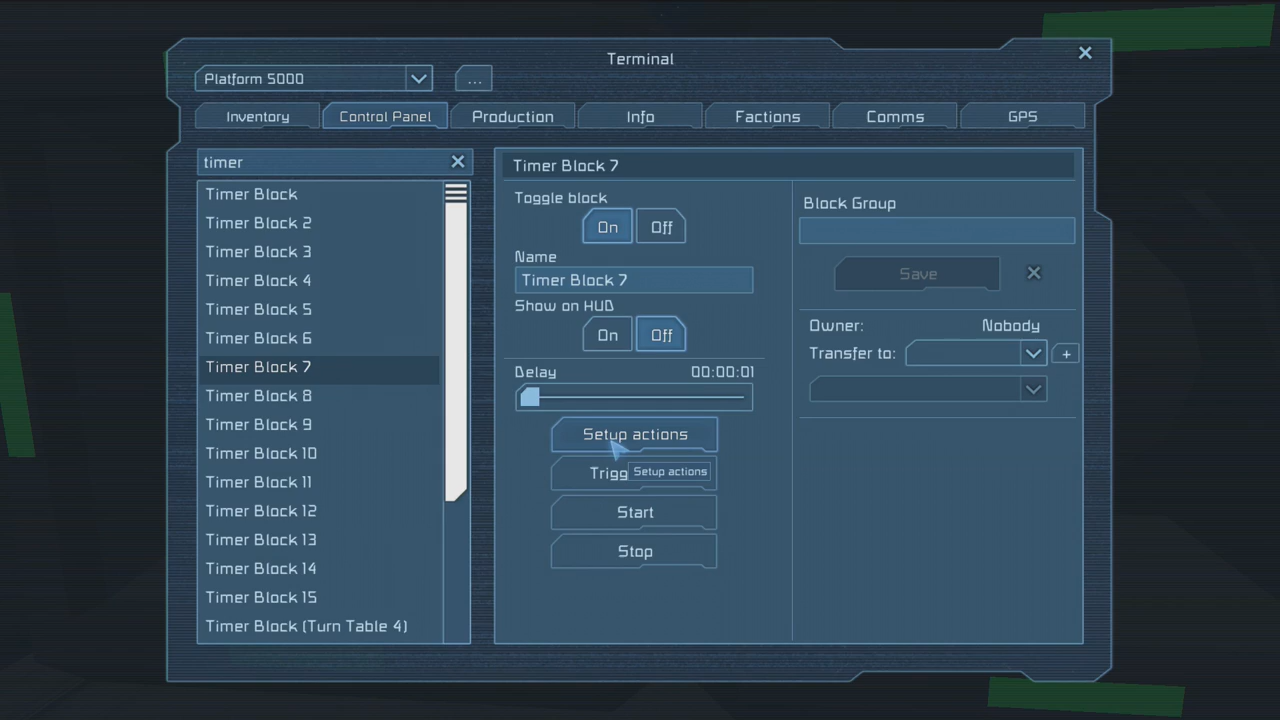 Terminal
Platform 5000
...
Inventory
Control Panel
Production
Info
Factions
Comms
GPS
timer
Timer Block
Timer Block 2
Timer Block 3
Timer Block 4
Timer Block 5
Timer Block 6
Timer Block 7
Timer Block 8
Timer Block 9
Timer Block 10
Timer Block 11
Timer Block 12
Timer Block 13
Timer Block 14
Timer Block 15
Timer Block (Turn Table 4)
Timer Block 7
Toggle block
On Off
Name
Timer Block 7
Show on HUD
On Off
Delay 00:00:01
Setup actions
Trigg
Setup actions
Start
Stop
Block Group
Save
Owner: Nobody
Transfer to:
+